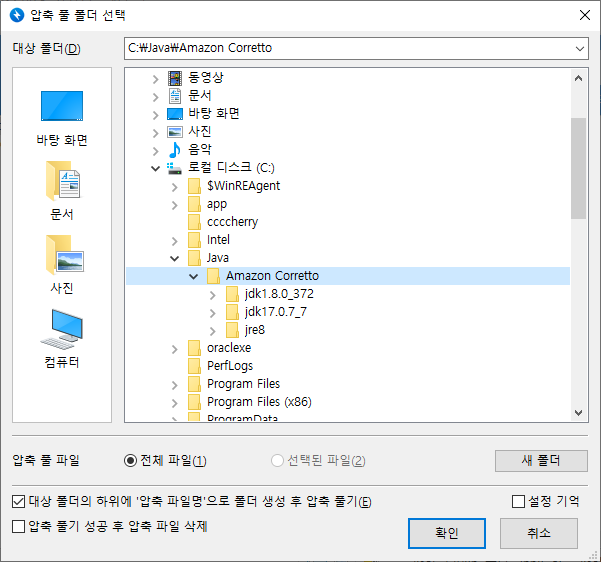 압축 풀 폴더 선택
대상 폴더(D)
C:₩Java₩Amazon Corretto
동영상
문서
바탕 화면
사진
음악
로컬 디스크 (C:)
$WinREAgent
app
ccccherry
Intel
Java
Amazon Corretto
jdk1.8.0_372
jdk17.0.7_7
jre8
oraclexe
PerfLogs
Program Files
Program Files (x86)
ProgramData
바탕 화면
문서
사진
컴퓨터
압축 풀 파일
전체 파일(1)
선택된 파일(2)
새 폴더
대상 폴더의 하위에 '압축 파일명'으로 폴더 생성 후 압축 풀기(E)
설정 기억
압축 풀기 성공 후 압축 파일 삭제
확인
취소